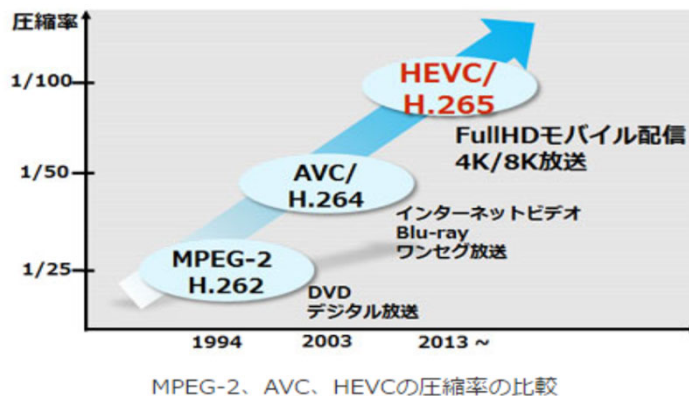 圧縮率
1/100
HEVC/
H.265
FullHDモバイル配信
4K/8K放送
1/50
AVC/
H.264
インターネットビデオ
Blu-ray
ワンセグ放送
1/25
MPEG-2
H.262
DVD
デジタル放送
1994
2003
2013 ~
MPEG-2、AVC、HEVCの圧縮率の比較